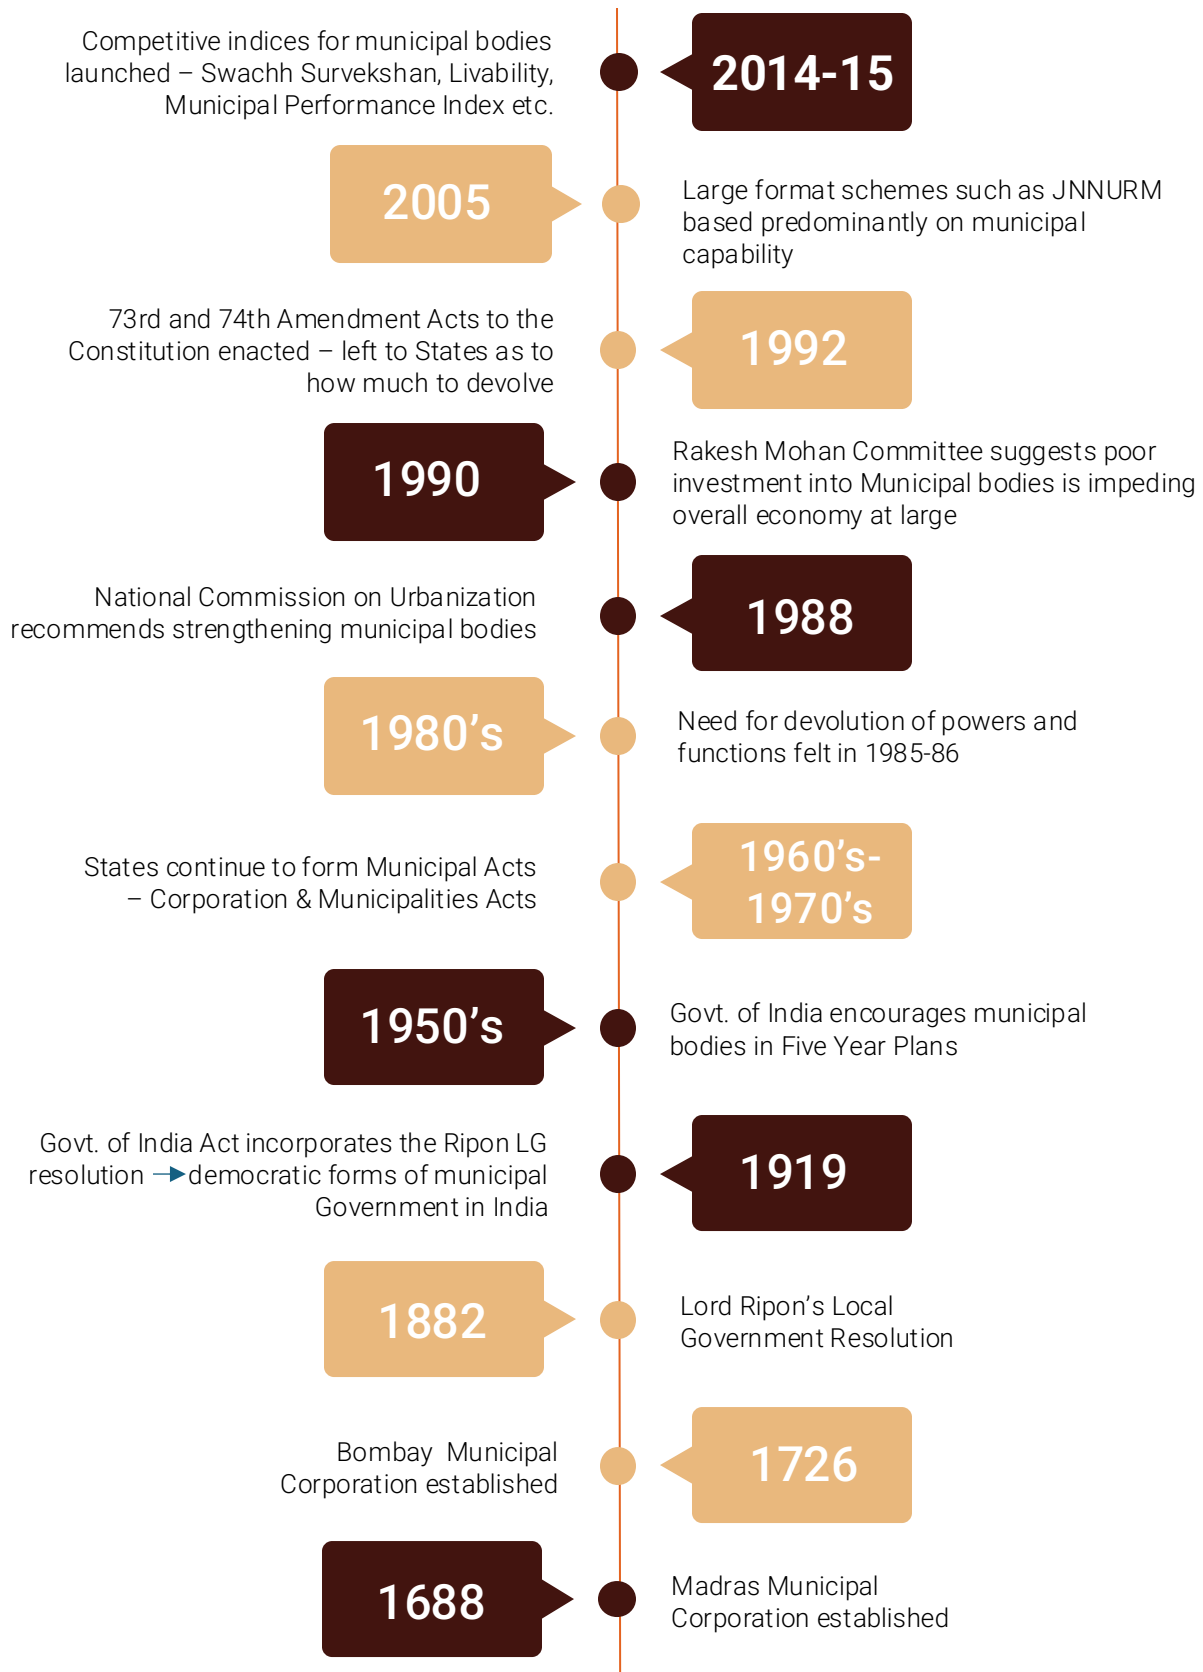 Competitive indices for municipal bodies
launched – Swachh Survekshan, Livability,
Municipal Performance Index etc.
2014-15
2005
Large format schemes such as JNNURM
based predominantly on municipal
capability
73rd and 74th Amendment Acts to the
Constitution enacted – left to States as to
how much to devolve
1992
1990
Rakesh Mohan Committee suggests poor
investment into Municipal bodies is impeding
overall economy at large
National Commission on Urbanization
recommends strengthening municipal bodies
1988
1980’s
Need for devolution of powers and
functions felt in 1985-86
States continue to form Municipal Acts
– Corporation & Municipalities Acts
1960’s-
1970’s
1950’s
Govt. of India encourages municipal
bodies in Five Year Plans
Govt. of India Act incorporates the Ripon LG
resolution → democratic forms of municipal
Government in India
1919
1882
Lord Ripon’s Local
Government Resolution
Bombay Municipal
Corporation established
1726
1688
Madras Municipal
Corporation established